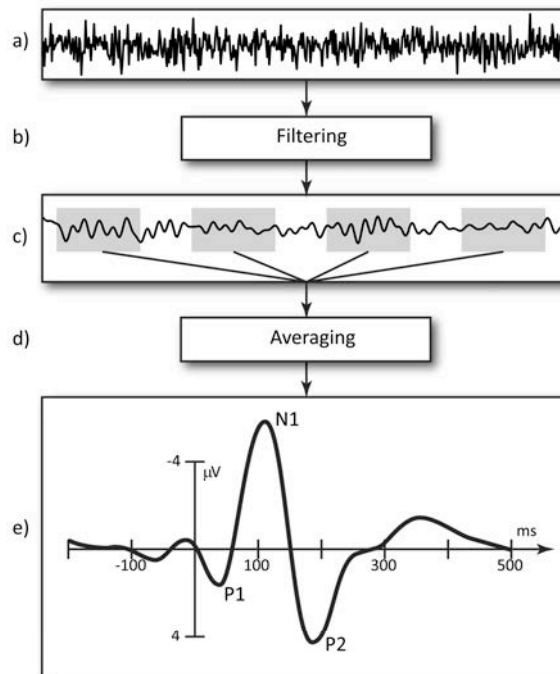 a)
b)
Filtering
c)
d)
Averaging
N1
-4
µV
e)
ms
-100
100
300
500
P1
4
P2